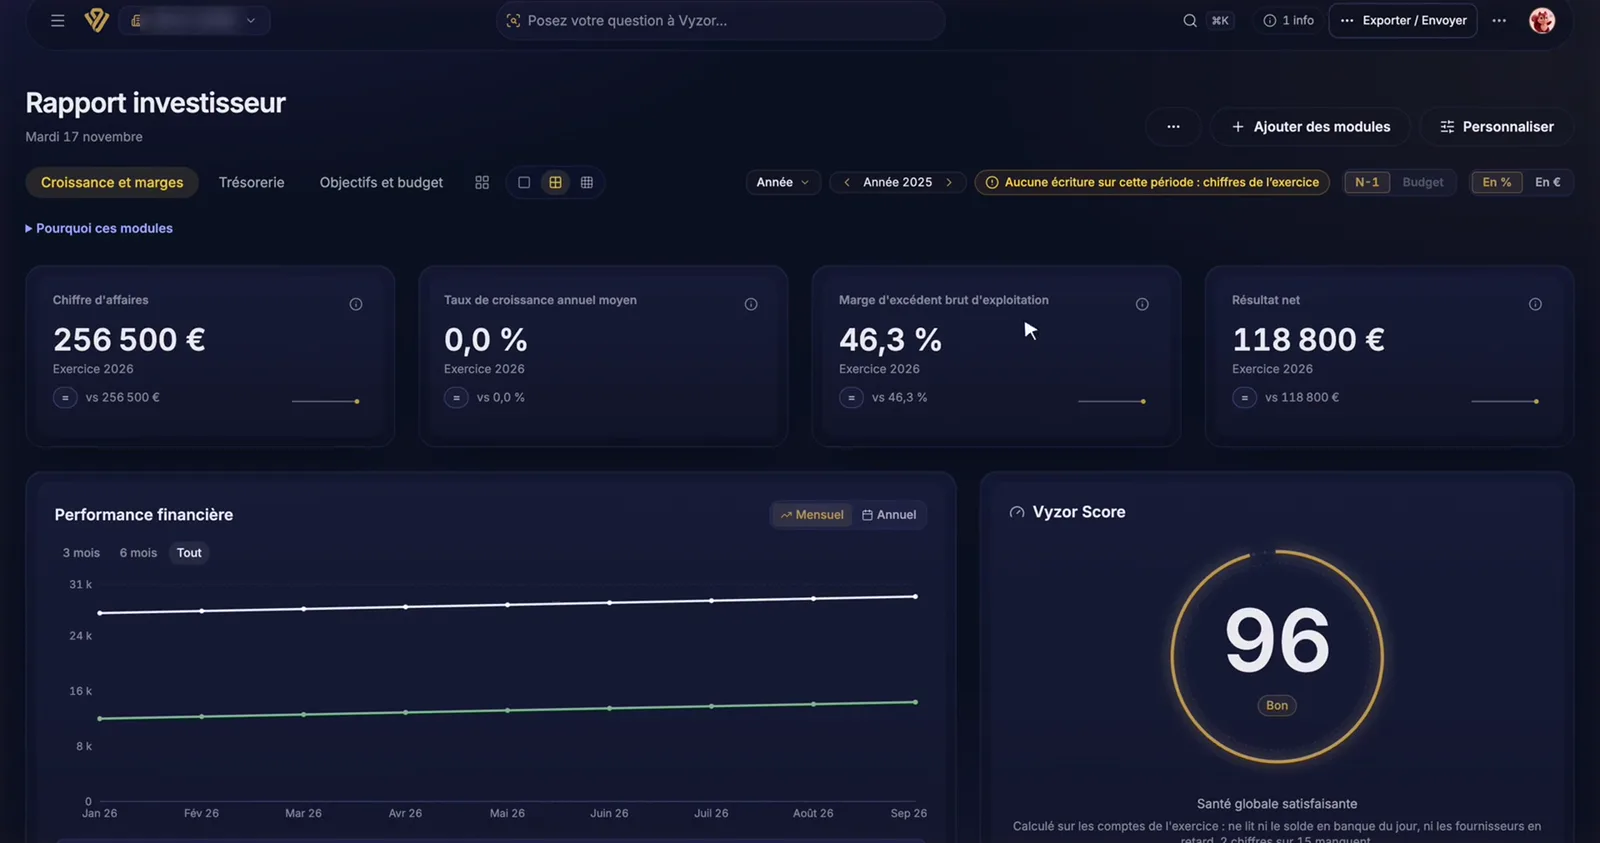 Posez votre question à Vyzor...
⌘K
1 info
Exporter / Envoyer
Rapport investisseur
Mardi 17 novembre
Ajouter des modules
Personnaliser
Croissance et marges
Trésorerie
Objectifs et budget
Année
Année 2025
Aucune écriture sur cette période : chiffres de l'exercice
N-1
Budget
En %
En €
Pourquoi ces modules
Chiffre d'affaires
256 500 €
Exercice 2026
= vs 256 500 €
Taux de croissance annuel moyen
0,0 %
Exercice 2026
= vs 0,0 %
Marge d'excédent brut d'exploitation
46,3 %
Exercice 2026
= vs 46,3 %
Résultat net
118 800 €
Exercice 2026
= vs 118 800 €
Performance financière
Mensuel
Annuel
3 mois
6 mois
Tout
31 k
24 k
16 k
8 k
0
Jan 26
Fév 26
Mar 26
Avr 26
Mai 26
Juin 26
Juil 26
Août 26
Sep 26
Vyzor Score
96
Bon
Santé globale satisfaisante
Calculé sur les comptes de l'exercice : ne lit ni le solde en banque du jour, ni les fournisseurs en
retard. 2 chiffres sur 15 manquent